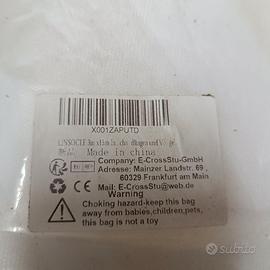 X001ZAPUTD
Made in china
Company: E-CrossStu-GmbH
Adresse: Mainzer Landstr. 69,
60329 Frankfurt am Main
Mail: E-CrossStu@web.de
Warning
Choking hazard-keep this bag
away from babies,children,pets,
this bag is not a toy
subito